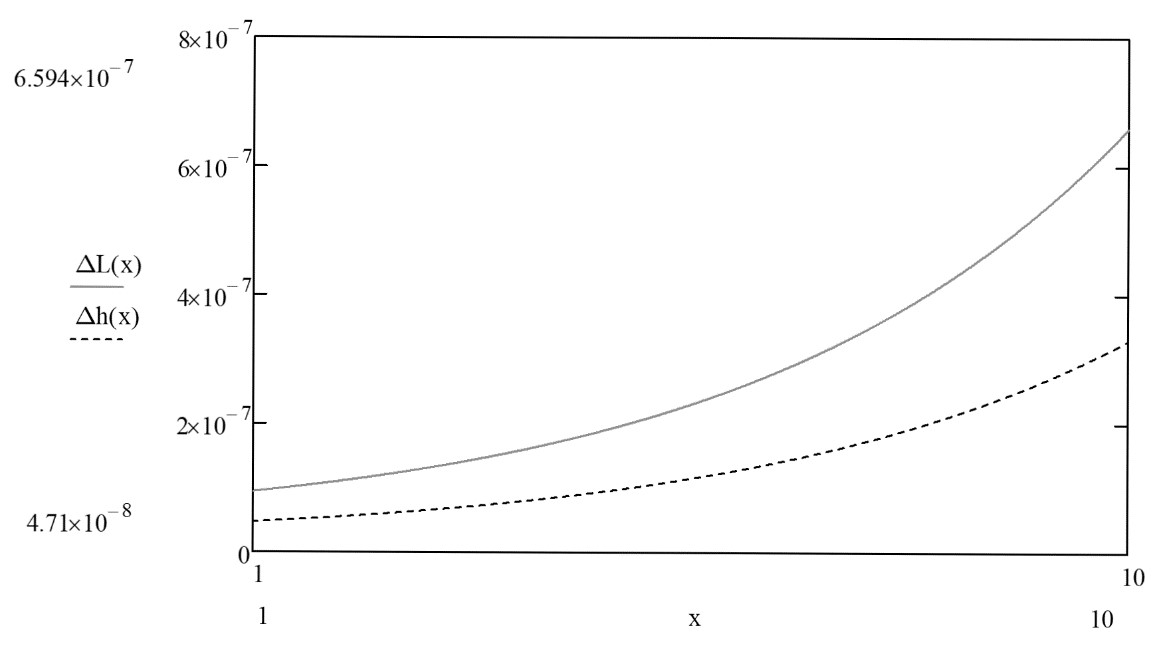 8×10⁻⁷
6.594×10⁻⁷
6×10⁻⁷
ΔL(x)
4×10⁻⁷
Δh(x)
2×10⁻⁷
4.71×10⁻⁸
0
1 10
1 x 10